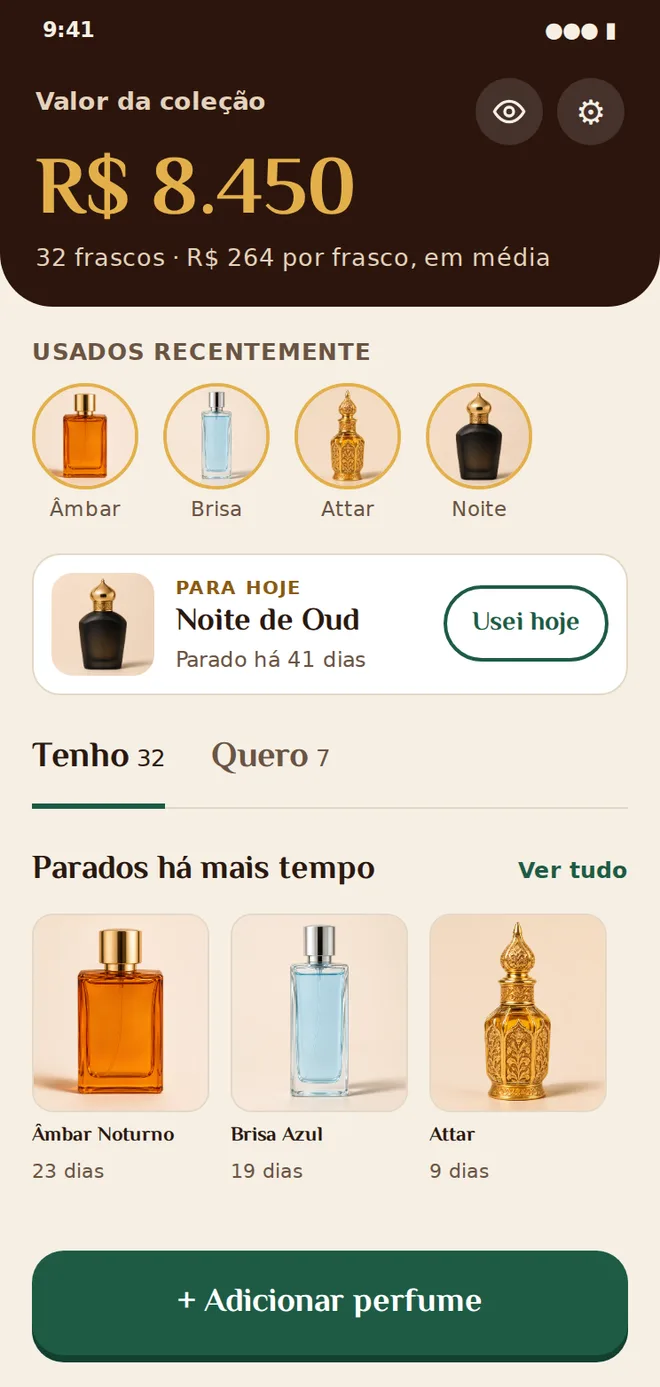 9:41
Valor da coleção
R$ 8.450
32 frascos · R$ 264 por frasco, em média
USADOS RECENTEMENTE
Âmbar
Brisa
Attar
Noite
PARA HOJE
Noite de Oud
Parado há 41 dias
Usei hoje
Tenho 32
Quero 7
Parados há mais tempo
Ver tudo
Âmbar Noturno
23 dias
Brisa Azul
19 dias
Attar
9 dias
+ Adicionar perfume